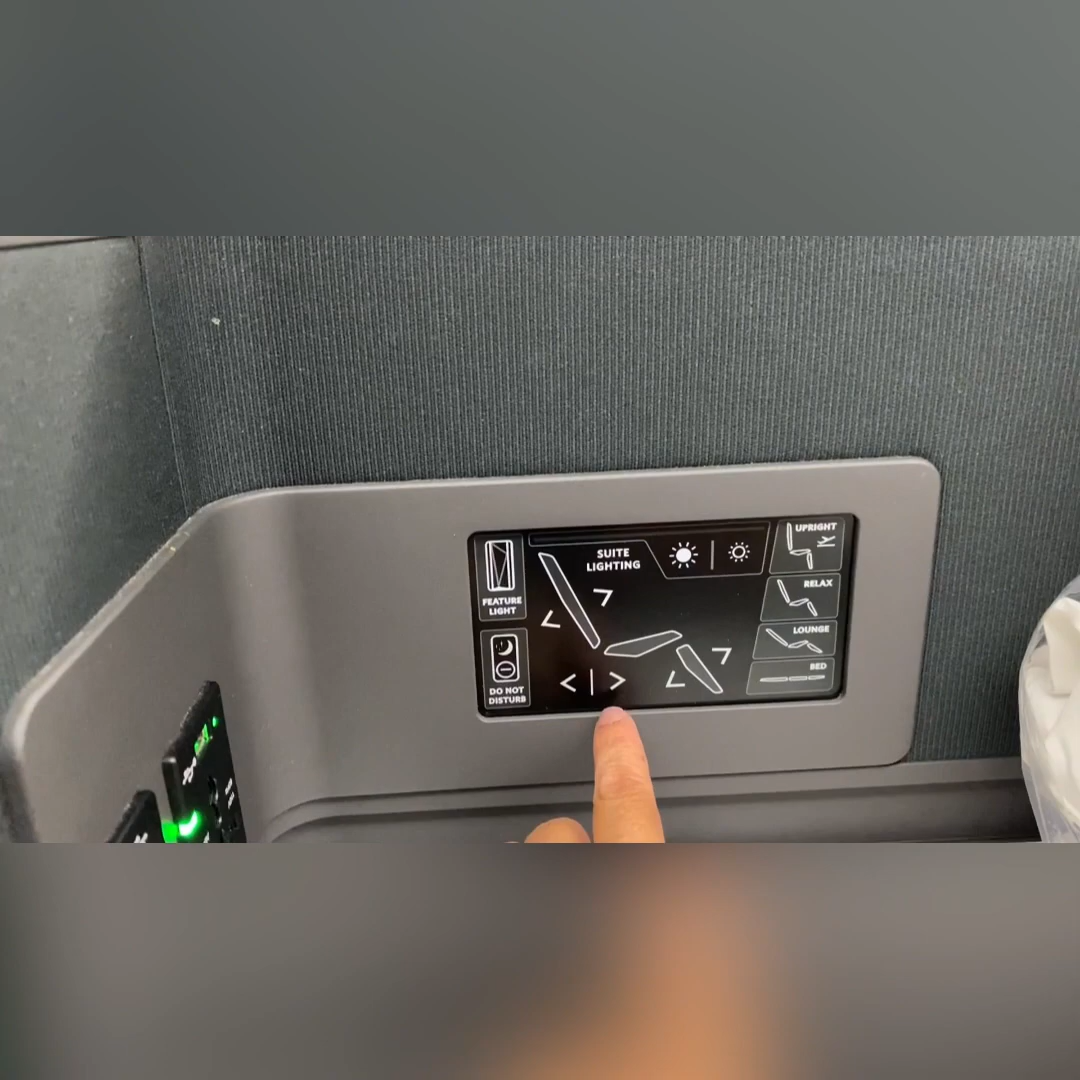 FEATURE
LIGHT
DO NOT
DISTURB
SUITE
LIGHTING
UPRIGHT
RELAX
LOUNGE
BED